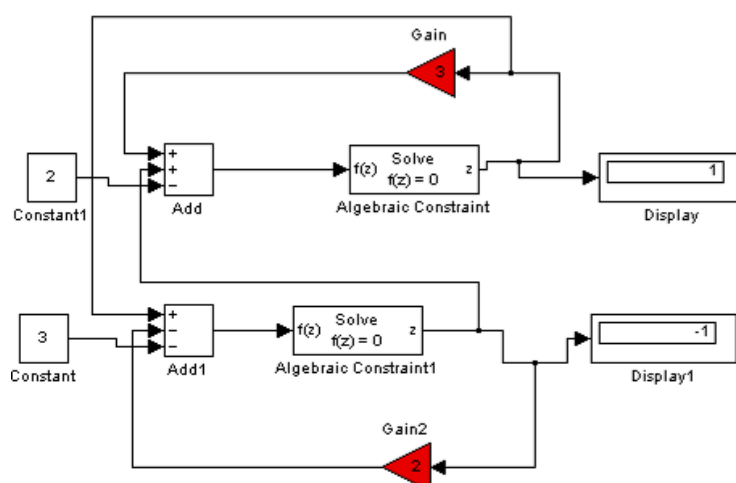 Gain
3
+
+
−
2
Constant1
Add
f(z) Solve f(z) = 0 z
Algebraic Constraint
1
Display
+
−
−
3
Constant
Add1
f(z) Solve f(z) = 0 z
Algebraic Constraint1
-1
Display1
Gain2
2